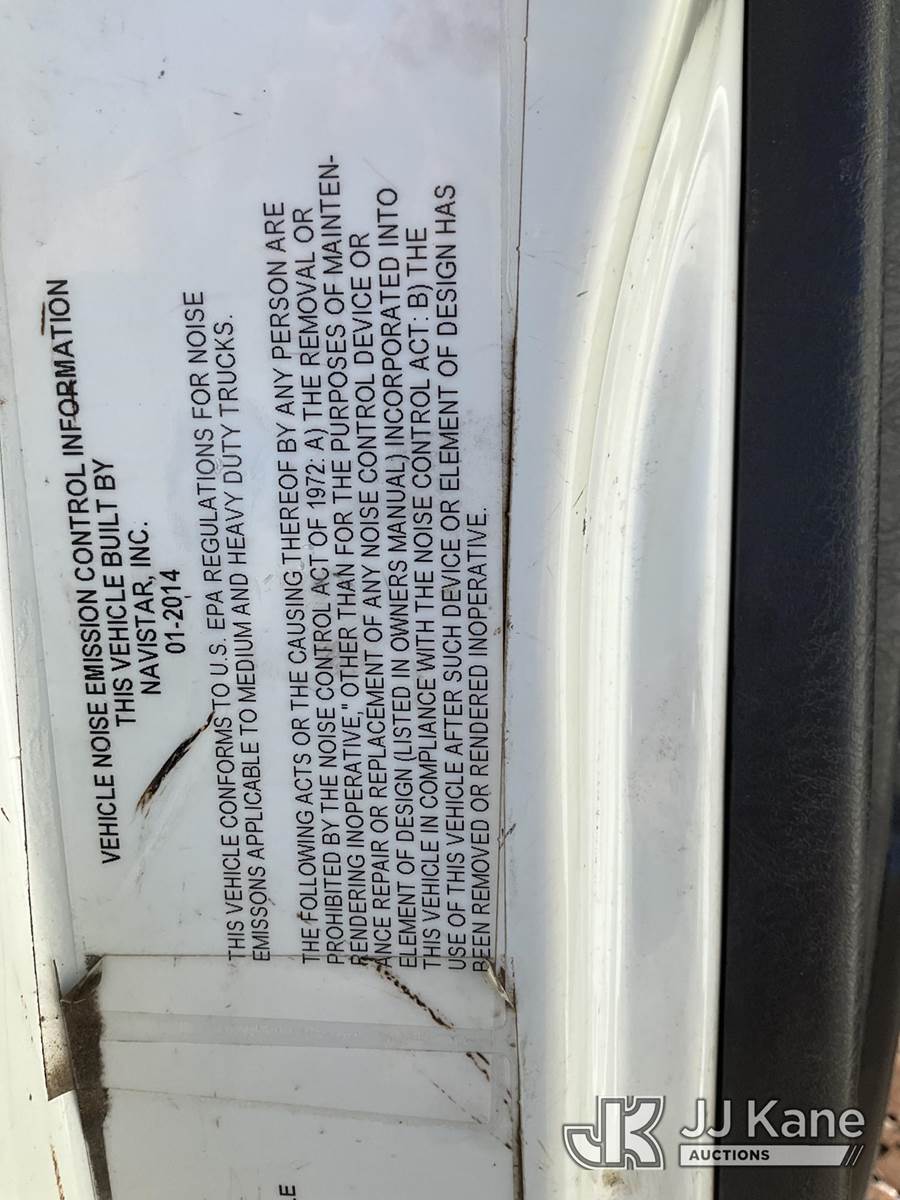 VEHICLE NOISE EMISSION CONTROL INFORMATION
THIS VEHICLE BUILT BY
NAVISTAR, INC.
01-2014
THIS VEHICLE CONFORMS TO U.S. EPA REGULATIONS FOR NOISE
EMISSONS APPLICABLE TO MEDIUM AND HEAVY DUTY TRUCKS.
THE FOLLOWING ACTS OR THE CAUSING THEREOF BY ANY PERSON ARE
PROHIBITED BY THE NOISE CONTROL ACT OF 1972: A) THE REMOVAL OR
RENDERING INOPERATIVE," OTHER THAN FOR THE PURPOSES OF MAINTEN-
ANCE REPAIR OR REPLACEMENT OF ANY NOISE CONTROL DEVICE OR
ELEMENT OF DESIGN (LISTED IN OWNERS MANUAL) INCORPORATED INTO
THIS VEHICLE IN COMPLIANCE WITH THE NOISE CONTROL ACT: B) THE
USE OF THIS VEHICLE AFTER SUCH DEVICE OR ELEMENT OF DESIGN HAS
BEEN REMOVED OR RENDERED INOPERATIVE.
LE
JK JJ Kane
AUCTIONS